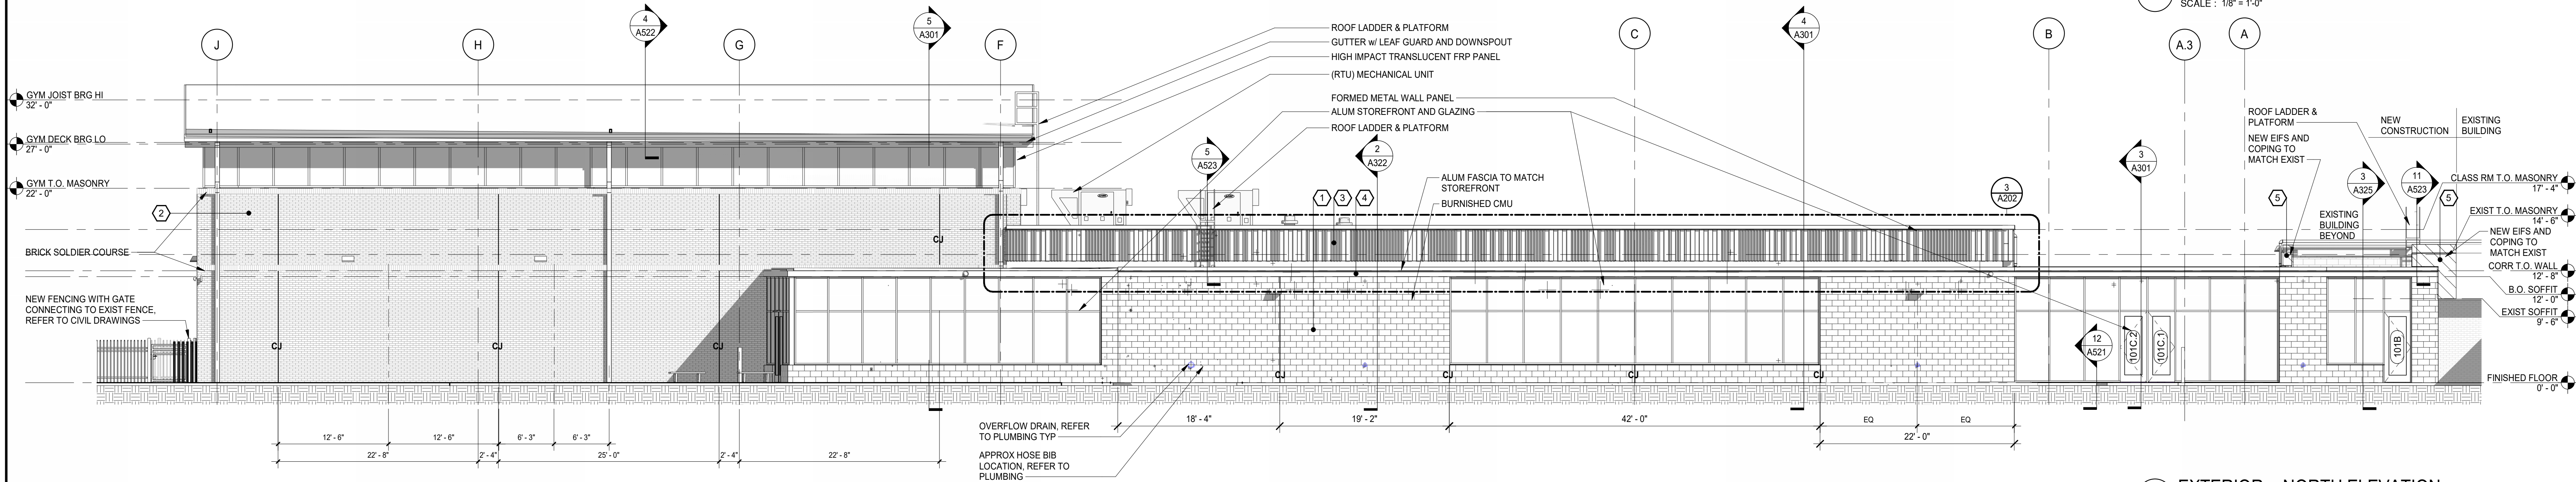 SCALE : 1/8" = 1'-0"
J
H
4
A522
G
5
A301
F
C
4
A301
B
A.3
A
ROOF LADDER & PLATFORM
GUTTER w/ LEAF GUARD AND DOWNSPOUT
HIGH IMPACT TRANSLUCENT FRP PANEL
(RTU) MECHANICAL UNIT
FORMED METAL WALL PANEL
ALUM STOREFRONT AND GLAZING
ROOF LADDER & PLATFORM
GYM JOIST BRG HI
32' - 0"
GYM DECK BRG LO
27' - 0"
GYM T.O. MASONRY
22' - 0"
2
BRICK SOLDIER COURSE
NEW FENCING WITH GATE
CONNECTING TO EXIST FENCE,
REFER TO CIVIL DRAWINGS
5
A523
2
A322
1
3
4
ALUM FASCIA TO MATCH
STOREFRONT
BURNISHED CMU
3
A202
3
A301
ROOF LADDER &
PLATFORM
NEW EIFS AND
COPING TO
MATCH EXIST
NEW
CONSTRUCTION
EXISTING
BUILDING
5
EXISTING
BUILDING
BEYOND
3
A325
11
A523
5
CLASS RM T.O. MASONRY
17' - 4"
EXIST T.O. MASONRY
14' - 6"
NEW EIFS AND
COPING TO
MATCH EXIST
CORR T.O. WALL
12' - 8"
B.O. SOFFIT
12' - 0"
EXIST SOFFIT
9' - 6"
FINISHED FLOOR
0' - 0"
CJ
CJ
CJ
CJ
CJ
CJ
CJ
CJ
12
A521
101C.2
101C.1
101B
OVERFLOW DRAIN, REFER
TO PLUMBING TYP
APPROX HOSE BIB
LOCATION, REFER TO
PLUMBING
18' - 4"
19' - 2"
42' - 0"
EQ
EQ
22' - 0"
12' - 6"
12' - 6"
6' - 3"
6' - 3"
22' - 8"
2' - 4"
25' - 0"
2' - 4"
22' - 8"
EXTERIOR - NORTH ELEVATION